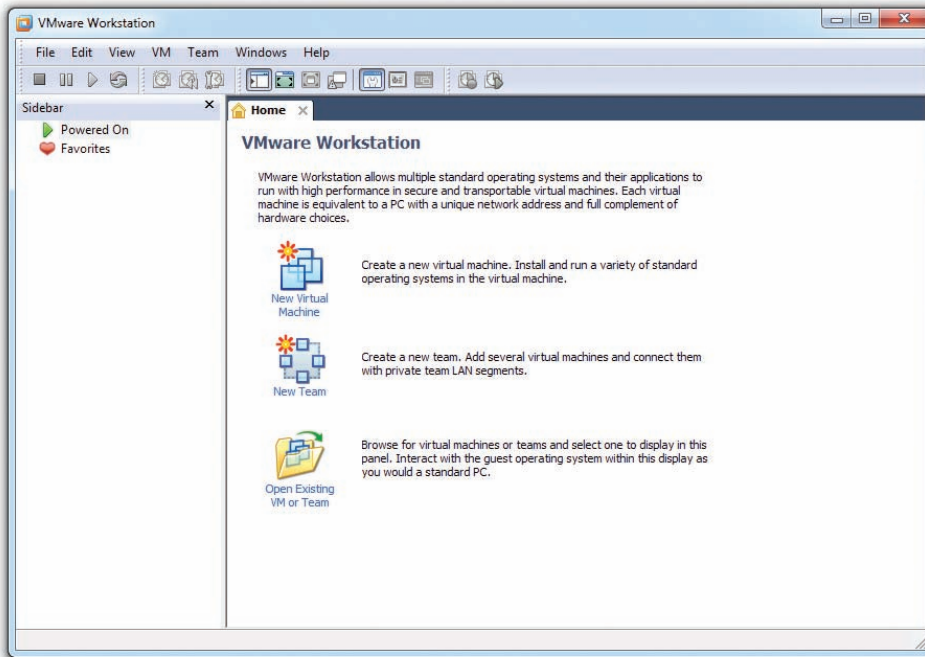 VMware Workstation
File Edit View VM Team Windows Help
Sidebar
Powered On
Favorites
Home
VMware Workstation
VMware Workstation allows multiple standard operating systems and their applications to
run with high performance in secure and transportable virtual machines. Each virtual
machine is equivalent to a PC with a unique network address and full complement of
hardware choices.
New Virtual
Machine
Create a new virtual machine. Install and run a variety of standard
operating systems in the virtual machine.
New Team
Create a new team. Add several virtual machines and connect them
with private team LAN segments.
Open Existing
VM or Team
Browse for virtual machines or teams and select one to display in this
panel. Interact with the guest operating system within this display as
you would a standard PC.